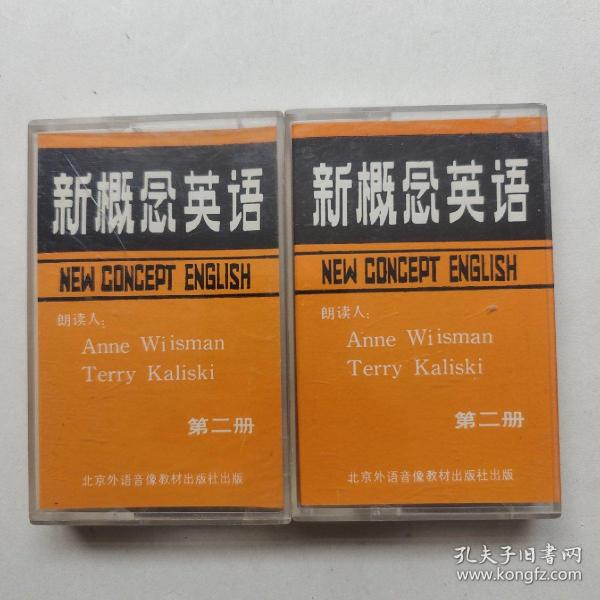 新概念英语
NEW CONCEPT ENGLISH
朗读人:
Anne Wiisman
Terry Kaliski
第二册
北京外语音像教材出版社出版
新概念英语
NEW CONCEPT ENGLISH
朗读人:
Anne Wiisman
Terry Kaliski
第二册
北京外语音像教材出版社出版
孔夫子旧书网
www.kongfz.com